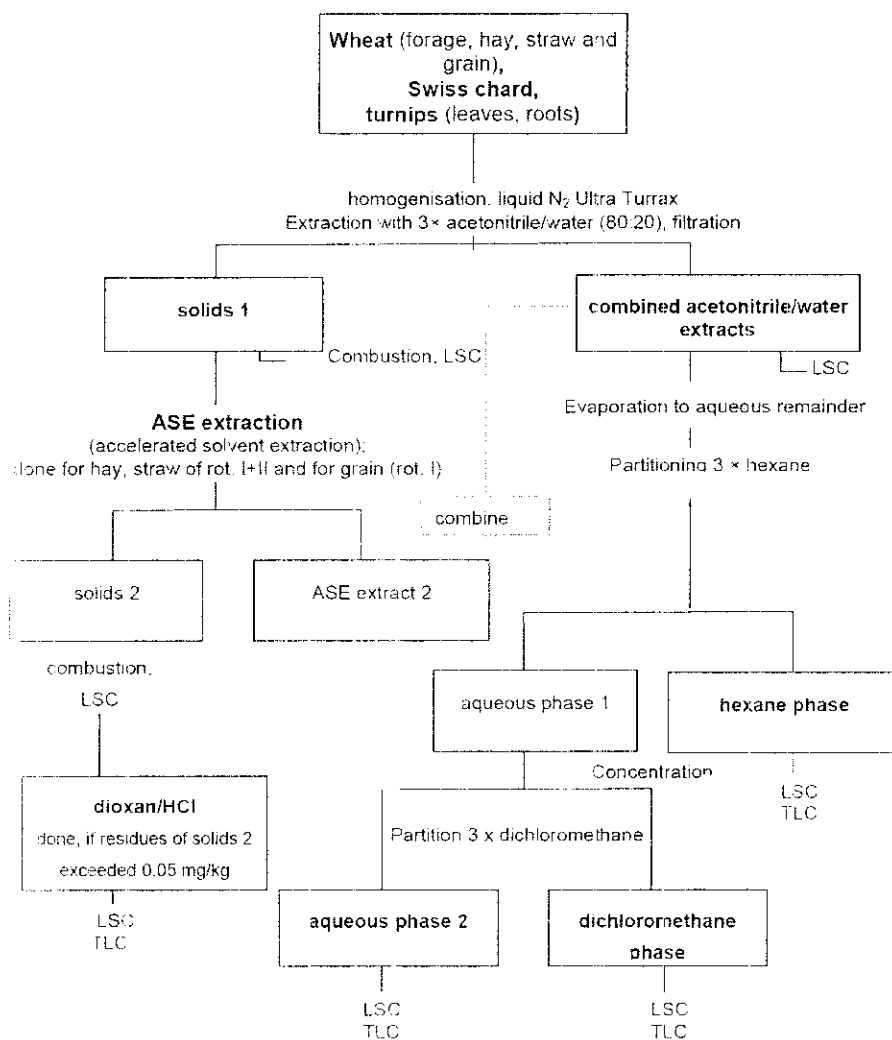 Wheat (forage, hay, straw and
grain),
Swiss chard,
turnips (leaves, roots)
homogenisation. liquid N₂ Ultra Turrax
Extraction with 3× acetonitrile/water (80:20), filtration
solids 1
combined acetonitrile/water
extracts
Combustion, LSC
LSC
ASE extraction
(accelerated solvent extraction);
done for hay, straw of rot. I+II and for grain (rot. I)
Evaporation to aqueous remainder
Partitioning 3 × hexane
combine
solids 2
ASE extract 2
combustion,
LSC
aqueous phase 1
hexane phase
Concentration
LSC
TLC
dioxan/HCl
done, if residues of solids 2
exceeded 0.05 mg/kg
Partition 3 x dichloromethane
LSC
TLC
aqueous phase 2
dichloromethane
phase
LSC
TLC
LSC
TLC